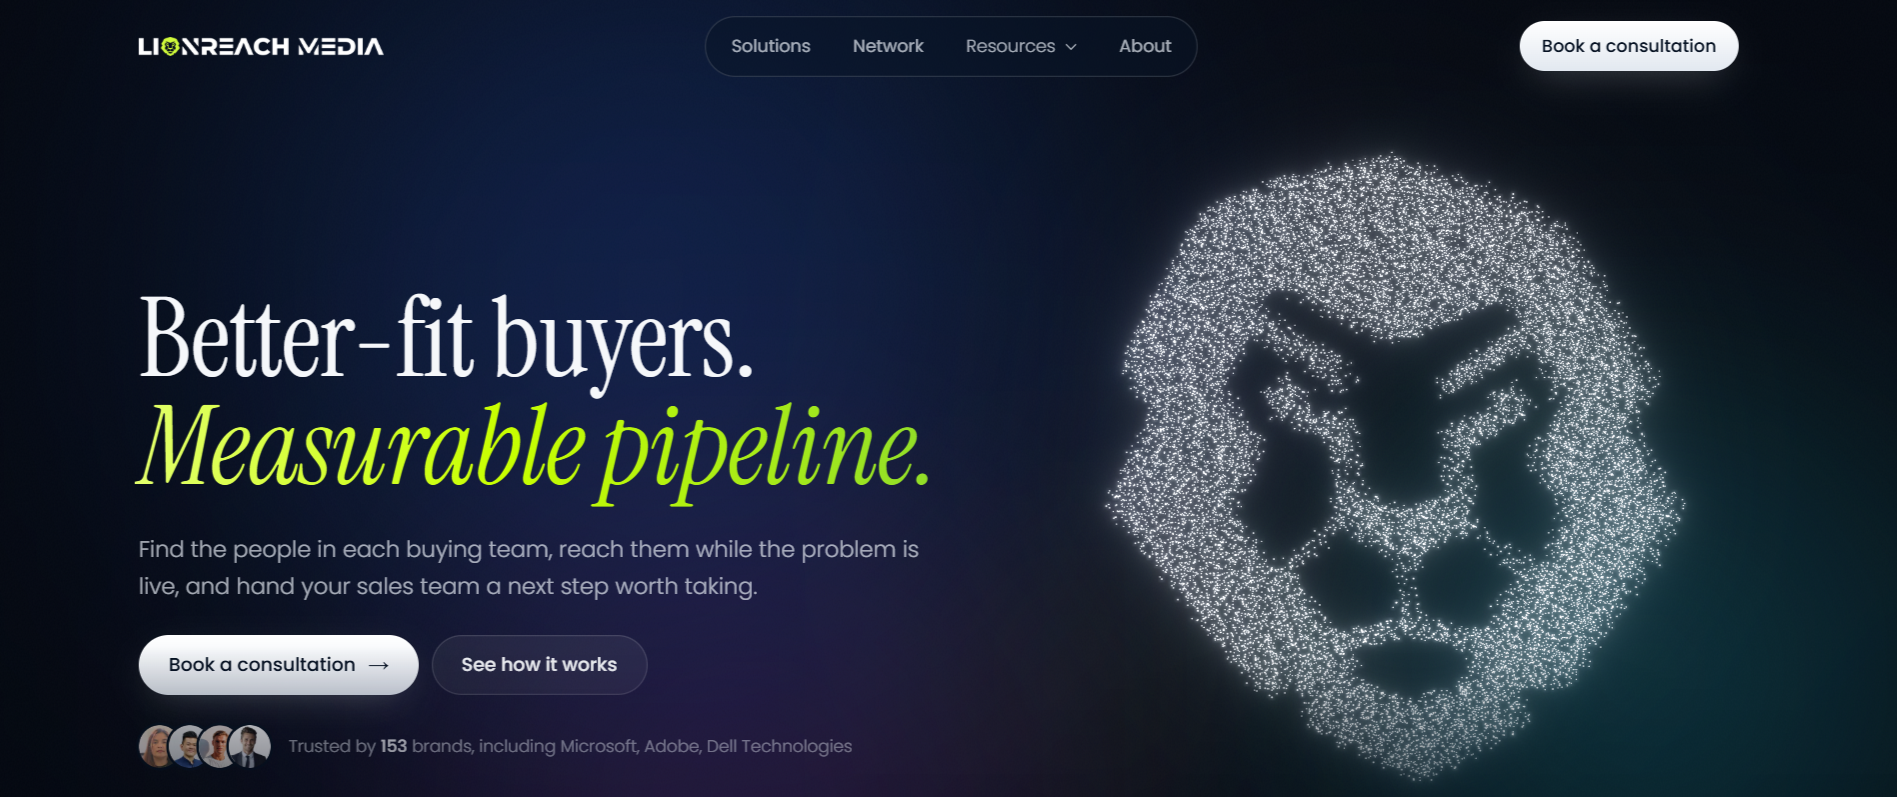 LIONREACH MEDIA
Solutions
Network
Resources
About
Book a consultation
Better-fit buyers.
Measurable pipeline.
Find the people in each buying team, reach them while the problem is
live, and hand your sales team a next step worth taking.
Book a consultation →
See how it works
Trusted by 153 brands, including Microsoft, Adobe, Dell Technologies